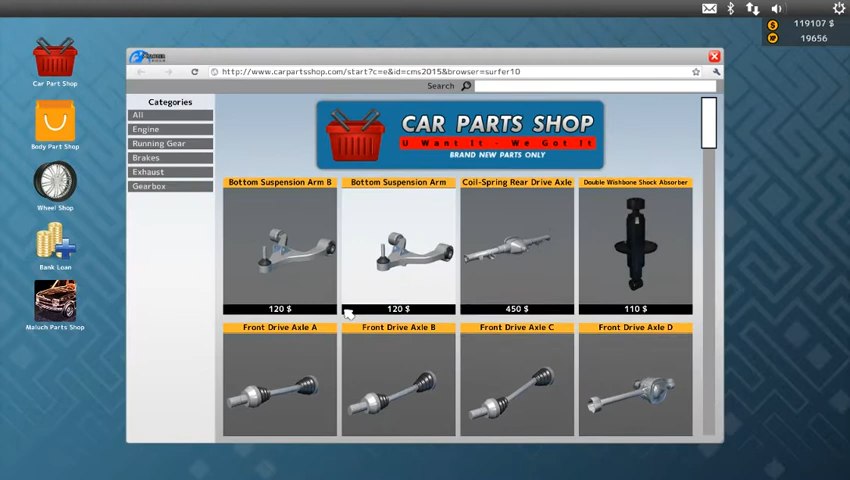 119107 $
19656
http://www.carpartsshop.com/start?c=e&id=cms2015&browser=surfer10
Search
Car Part Shop
Body Part Shop
Wheel Shop
Bank Loan
Maluch Parts Shop
Categories
All
Engine
Running Gear
Brakes
Exhaust
Gearbox
CAR PARTS SHOP
U Want It - We Got It
BRAND NEW PARTS ONLY
Bottom Suspension Arm B
Bottom Suspension Arm
Coil-Spring Rear Drive Axle
Double Wishbone Shock Absorber
120 $
120 $
450 $
110 $
Front Drive Axle A
Front Drive Axle B
Front Drive Axle C
Front Drive Axle D